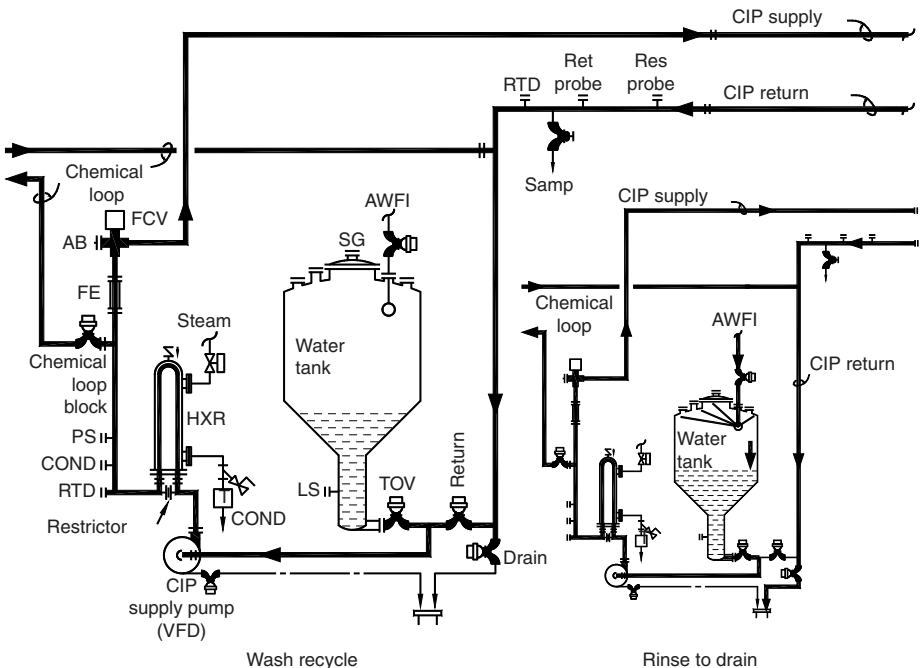 CIP supply
Ret
probe
Res
probe
RTD
CIP return
Chemical
loop
Samp
FCV
AWFI
CIP supply
AB
SG
FE
Steam
Chemical
loop
AWFI
Water
tank
CIP return
Chemical
loop
block
HXR
Water
tank
PS
COND
RTD
LS
TOV
Return
COND
Restrictor
Drain
CIP
supply pump
(VFD)
Wash recycle
Rinse to drain